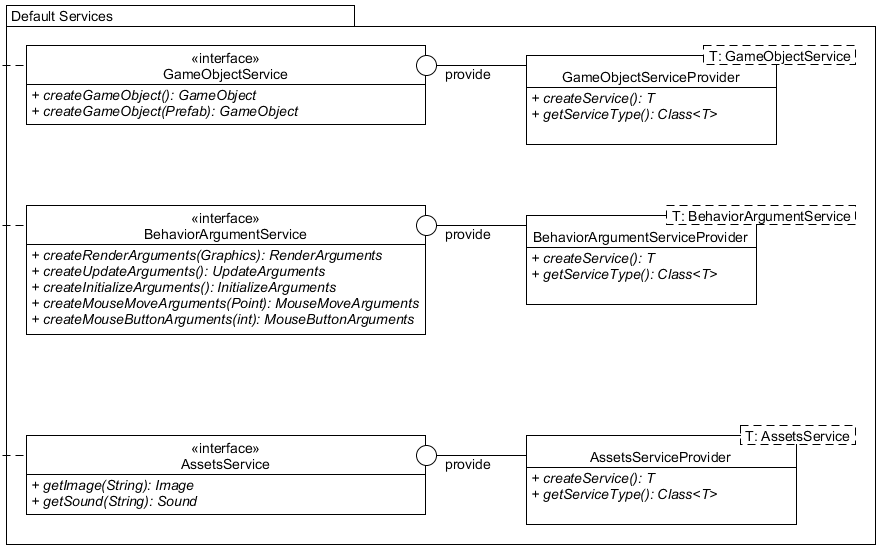 Default Services
«interface»
GameObjectService
+ createGameObject(): GameObject
+ createGameObject(Prefab): GameObject
provide
T: GameObjectService
GameObjectServiceProvider
+ createService(): T
+ getServiceType(): Class<T>
«interface»
BehaviorArgumentService
+ createRenderArguments(Graphics): RenderArguments
+ createUpdateArguments(): UpdateArguments
+ createInitializeArguments(): InitializeArguments
+ createMouseMoveArguments(Point): MouseMoveArguments
+ createMouseButtonArguments(int): MouseButtonArguments
provide
T: BehaviorArgumentService
BehaviorArgumentServiceProvider
+ createService(): T
+ getServiceType(): Class<T>
«interface»
AssetsService
+ getImage(String): Image
+ getSound(String): Sound
provide
T: AssetsService
AssetsServiceProvider
+ createService(): T
+ getServiceType(): Class<T>